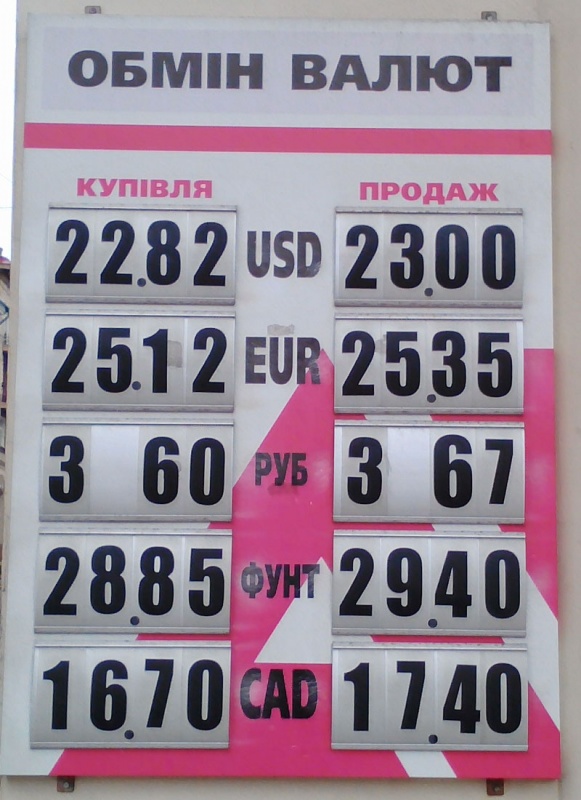 ОБМІН ВАЛЮТ
КУПІВЛЯ ПРОДАЖ
22.82 USD 23.00
25.12 EUR 25.35
3 60 РУБ 3 67
28.85 ФУНТ 29.40
16.70 CAD 17.40